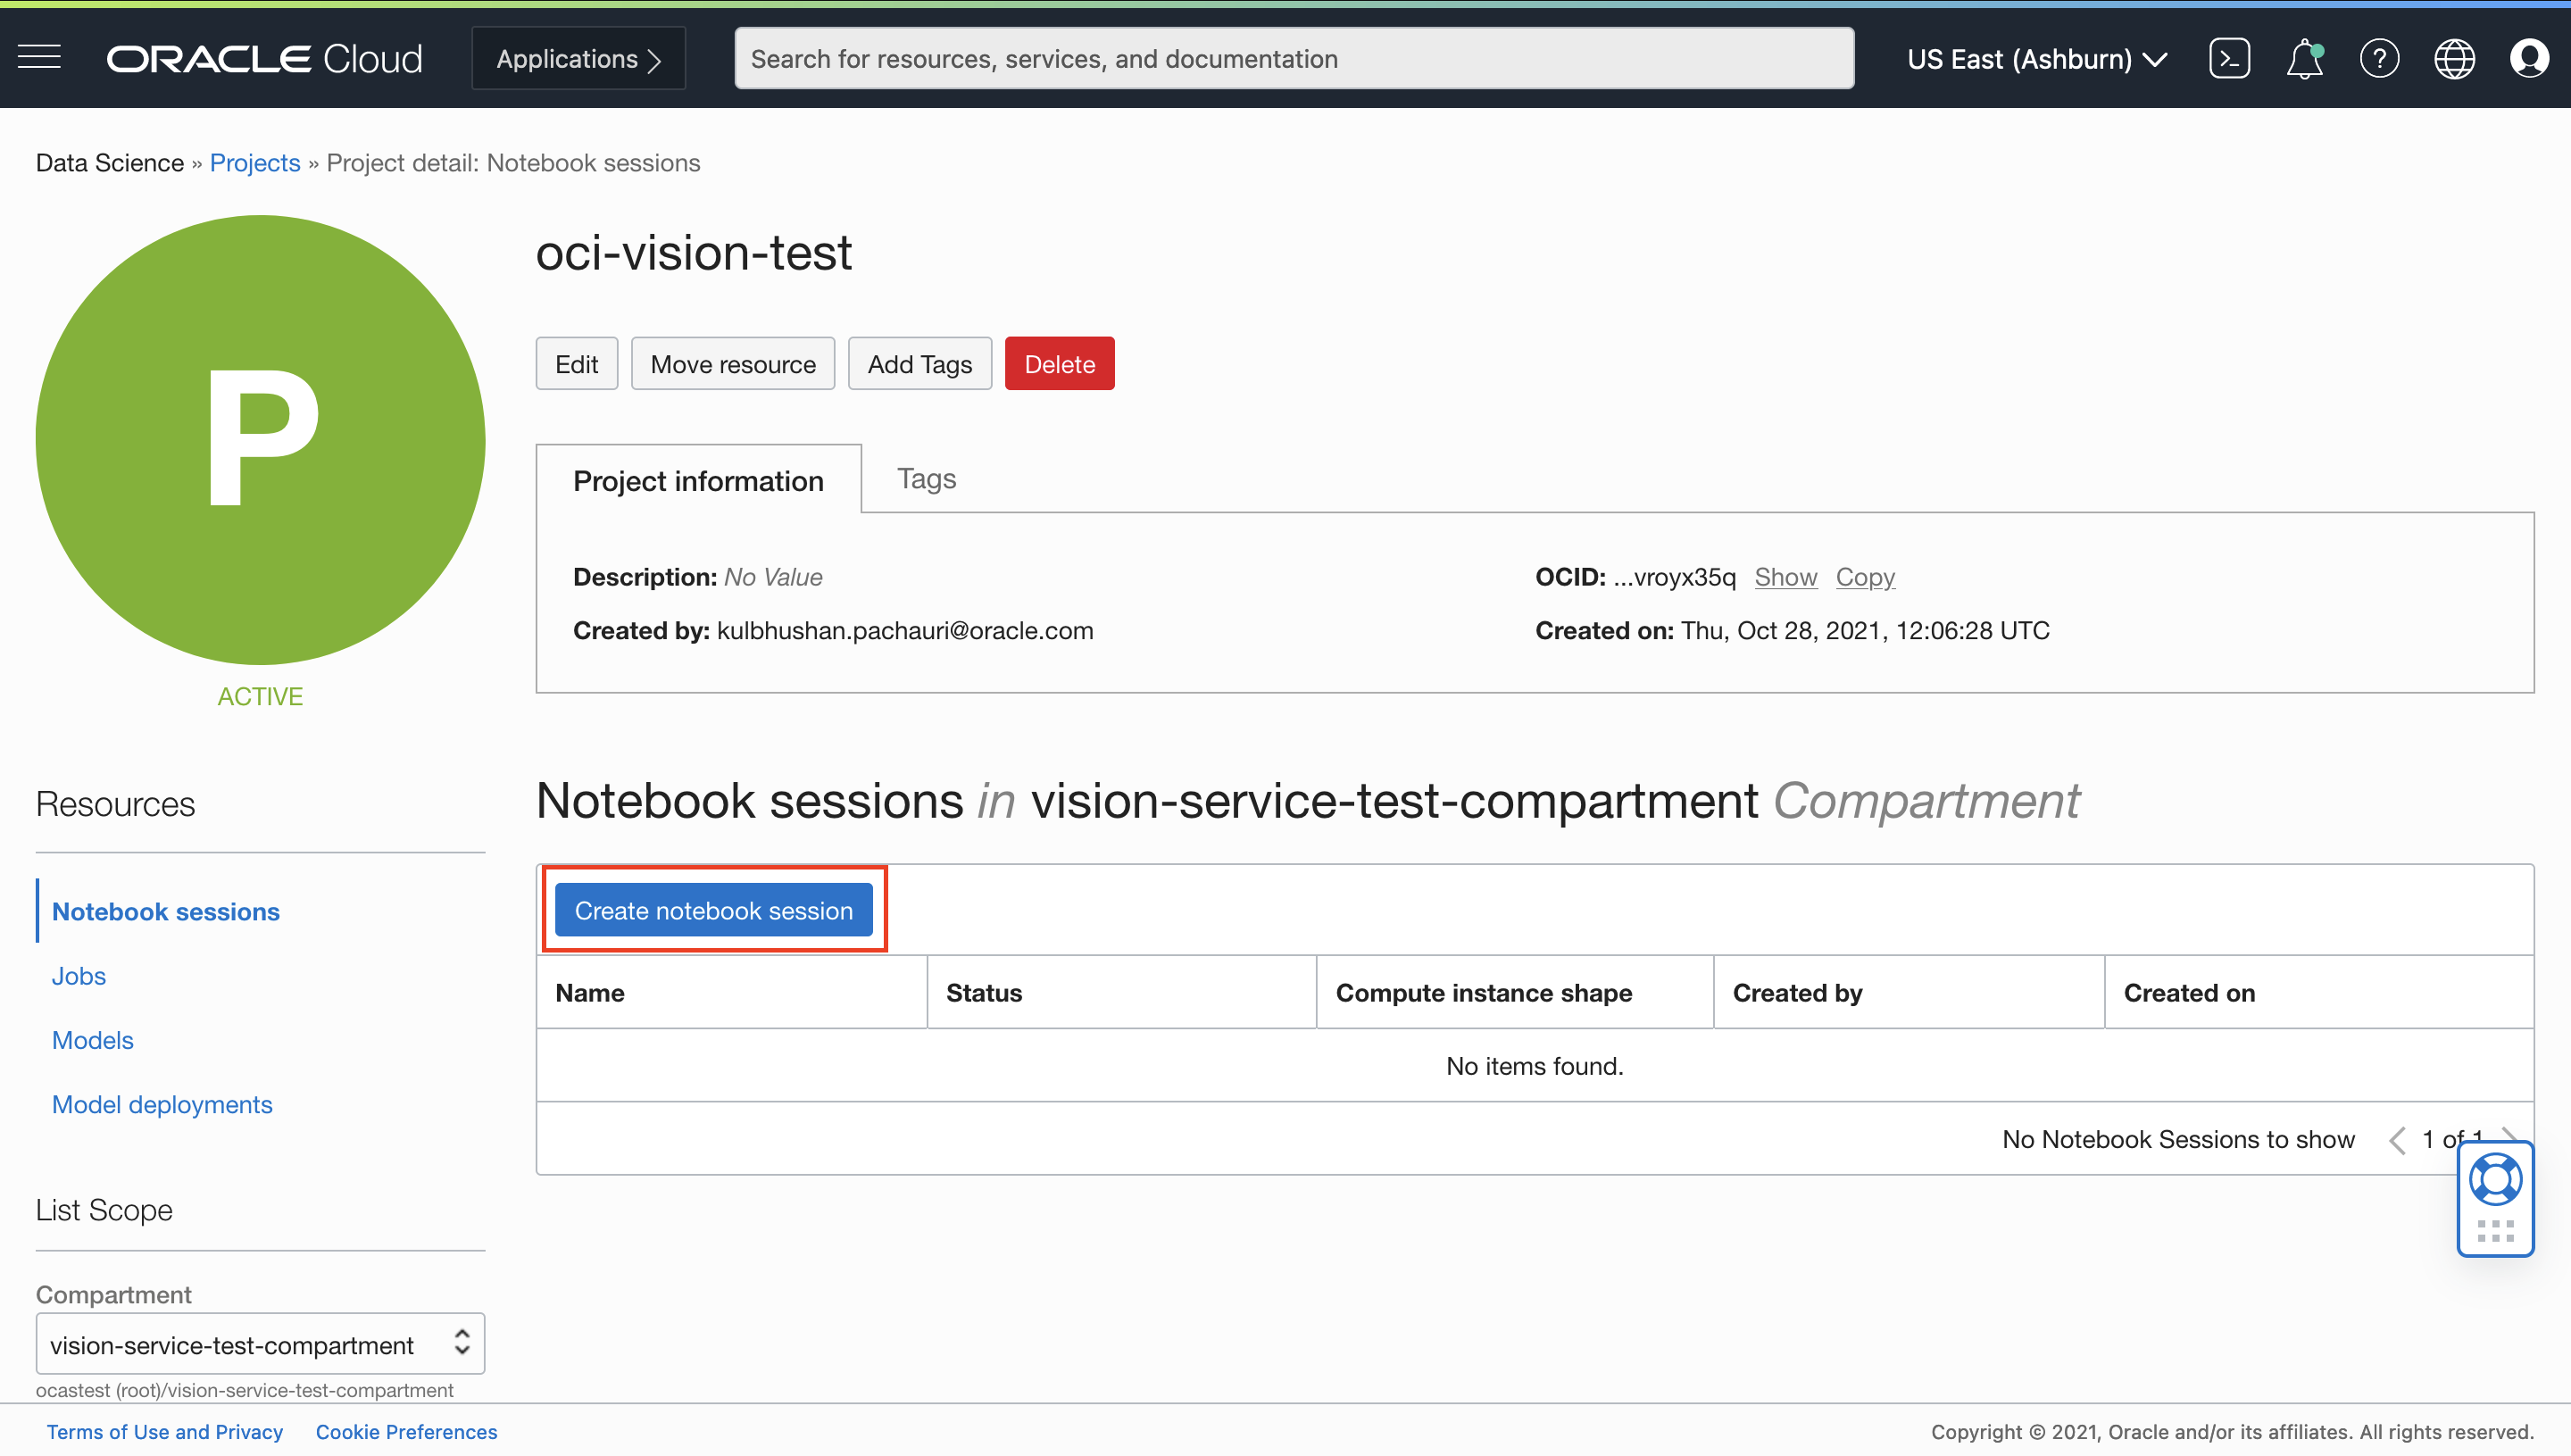 ORACLE Cloud
Applications
Search for resources, services, and documentation
US East (Ashburn)
Data Science » Projects » Project detail: Notebook sessions
P
ACTIVE
oci-vision-test
Edit
Move resource
Add Tags
Delete
Project information
Tags
Description: No Value
OCID: ...vroyx35q Show Copy
Created by: kulbhushan.pachauri@oracle.com
Created on: Thu, Oct 28, 2021, 12:06:28 UTC
Resources
Notebook sessions
Jobs
Models
Model deployments
List Scope
Compartment
vision-service-test-compartment
ocastest (root)/vision-service-test-compartment
Notebook sessions in vision-service-test-compartment Compartment
Create notebook session
Name Status Compute instance shape Created by Created on
No items found.
No Notebook Sessions to show 1 of 1
Terms of Use and Privacy Cookie Preferences
Copyright © 2021, Oracle and/or its affiliates. All rights reserved.